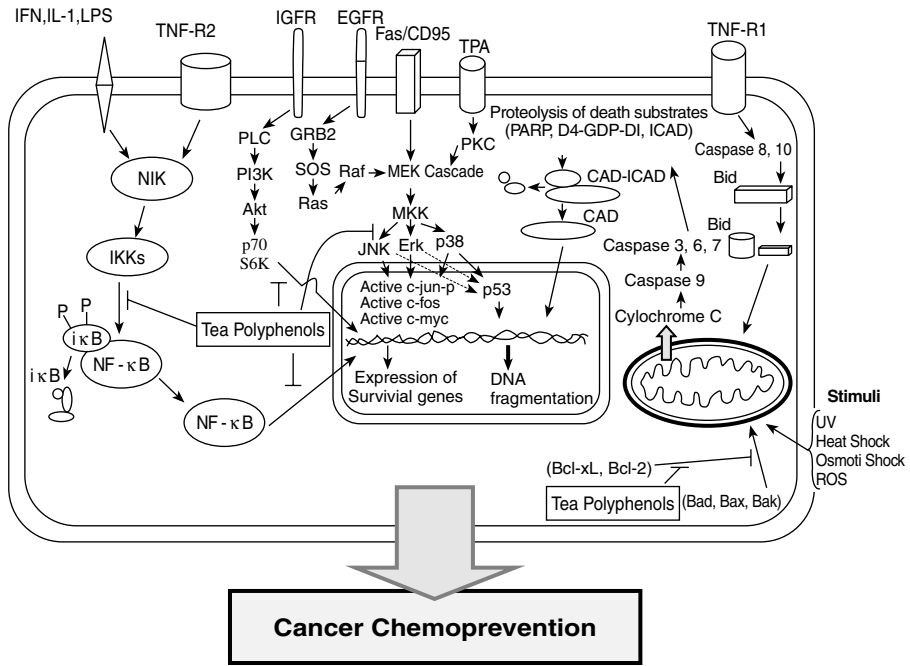 IFN,IL-1,LPS
TNF-R2
IGFR
EGFR
Fas/CD95
TPA
TNF-R1
Proteolysis of death substrates
(PARP, D4-GDP-DI, ICAD)
PLC
GRB2
PKC
Caspase 8, 10
NIK
PI3K
SOS
Raf
MEK Cascade
CAD-ICAD
Bid
Akt
Ras
MKK
CAD
p70
S6K
JNK
Erk
p38
Caspase 3, 6, 7
Bid
IKKs
Active c-jun-p
Active c-fos
Active c-myc
p53
Caspase 9
Cylochrome C
P
P
iκB
Tea Polyphenols
NF-κB
iκB
Expression of
Survivial genes
DNA
fragmentation
NF-κB
Stimuli
UV
Heat Shock
Osmoti Shock
ROS
(Bcl-xL, Bcl-2)
Tea Polyphenols
(Bad, Bax, Bak)
Cancer Chemoprevention